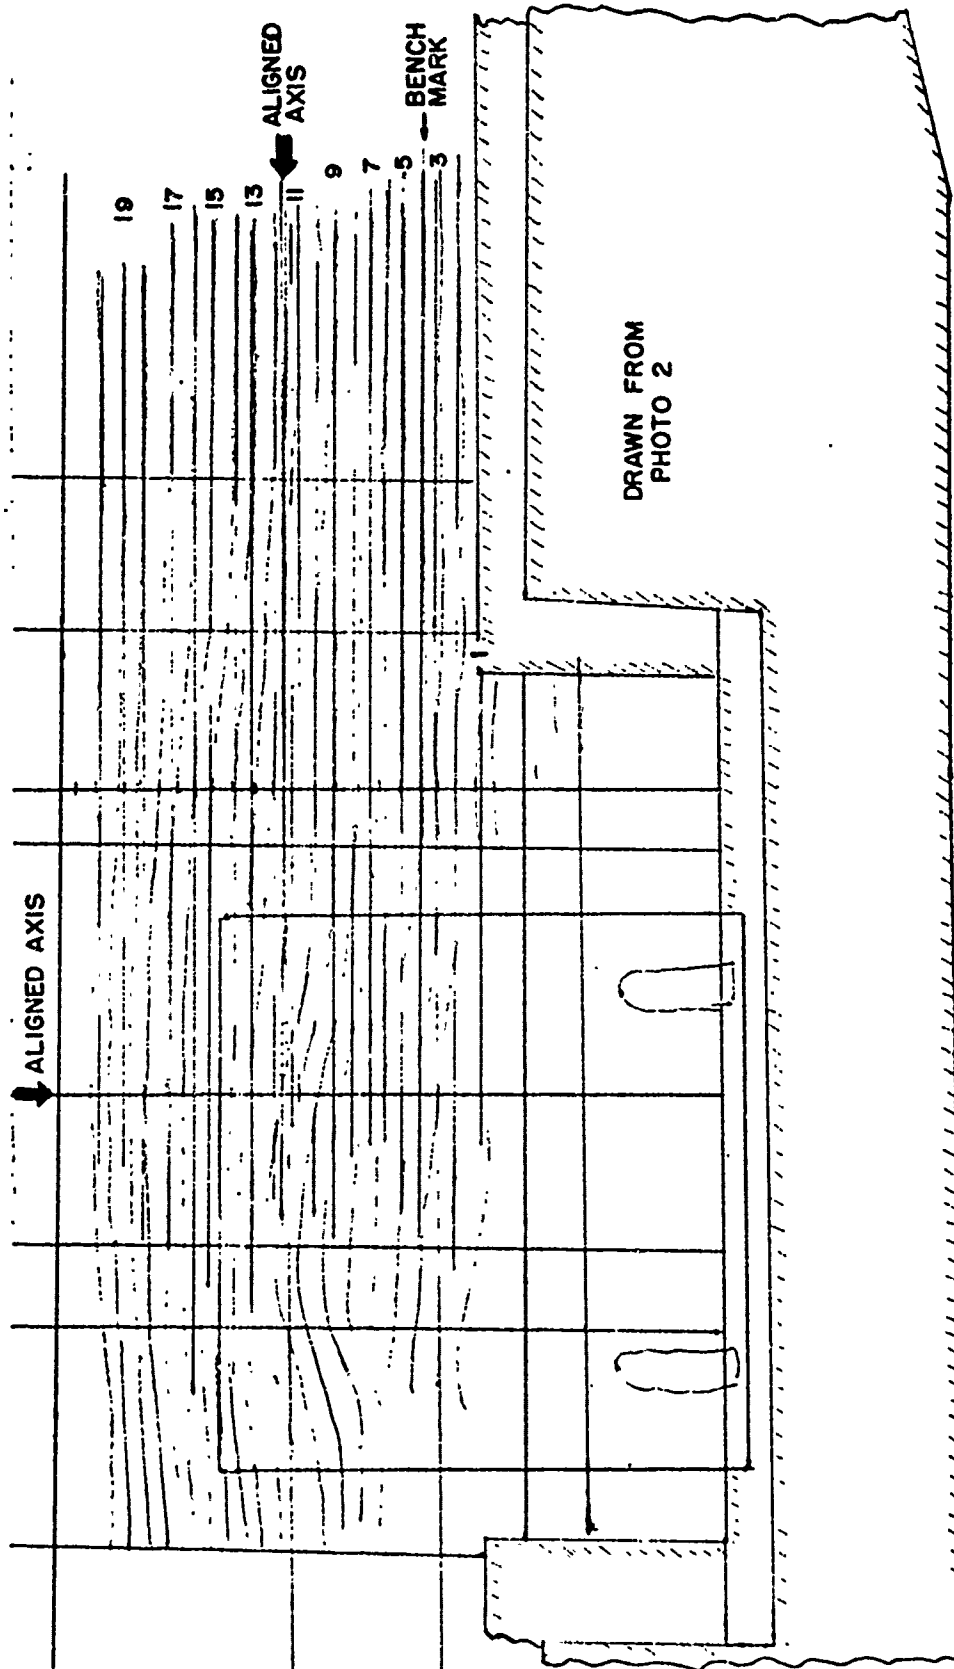 ALIGNED
AXIS
BENCH
MARK
19
17
15
13
11
9
7
5
3
1
ALIGNED AXIS
DRAWN FROM
PHOTO 2